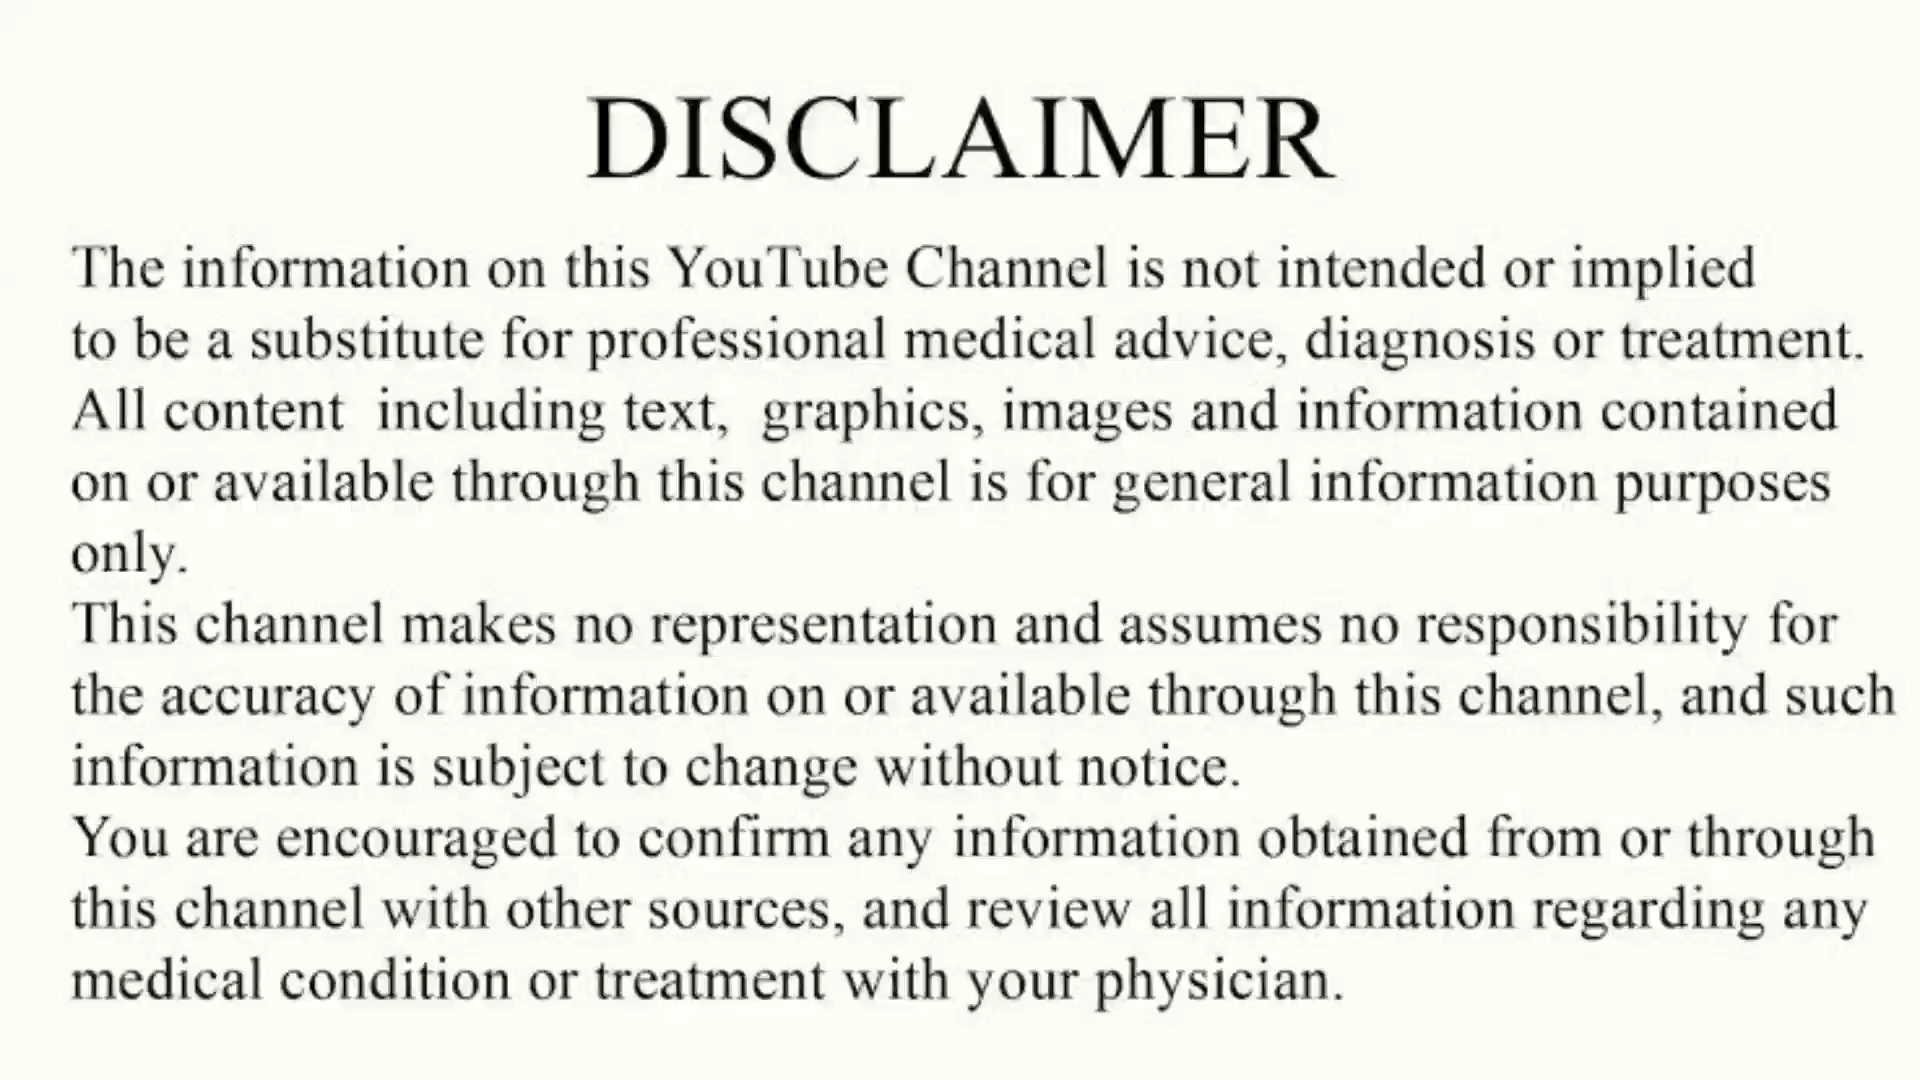 DISCLAIMER
The information on this YouTube Channel is not intended or implied
to be a substitute for professional medical advice, diagnosis or treatment.
All content  including text,  graphics, images and information contained
on or available through this channel is for general information purposes
only.
This channel makes no representation and assumes no responsibility for
the accuracy of information on or available through this channel, and such
information is subject to change without notice.
You are encouraged to confirm any information obtained from or through
this channel with other sources, and review all information regarding any
medical condition or treatment with your physician.